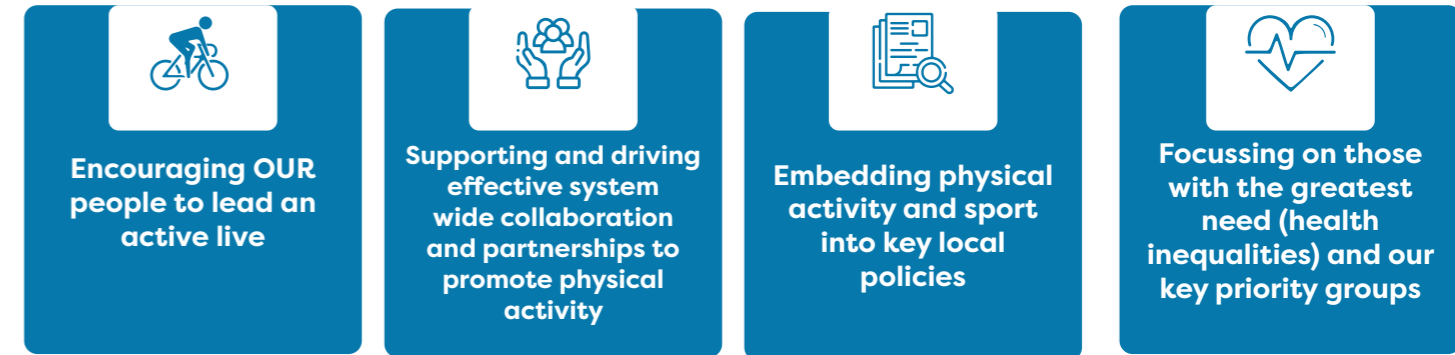 Encouraging OUR
people to lead an
active live
Supporting and driving
effective system
wide collaboration
and partnerships to
promote physical
activity
Embedding physical
activity and sport
into key local
policies
Focussing on those
with the greatest
need (health
inequalities) and our
key priority groups